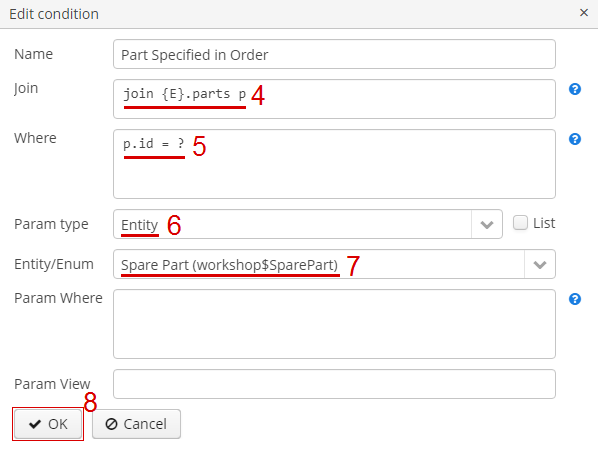 Edit condition ×
Name Part Specified in Order
Join join {E}.parts p 4 ?
Where p.id = ? 5 ?
Param type Entity 6 List
Entity/Enum Spare Part (workshop$SparePart) 7
Param Where ?
Param View
8
OK Cancel